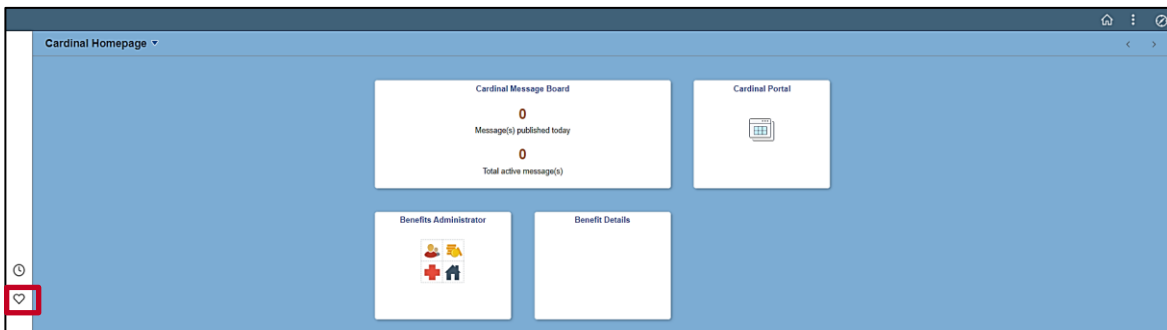 Cardinal Homepage
Cardinal Message Board
0
Message(s) published today
0
Total active message(s)
Cardinal Portal
Benefits Administrator
Benefit Details